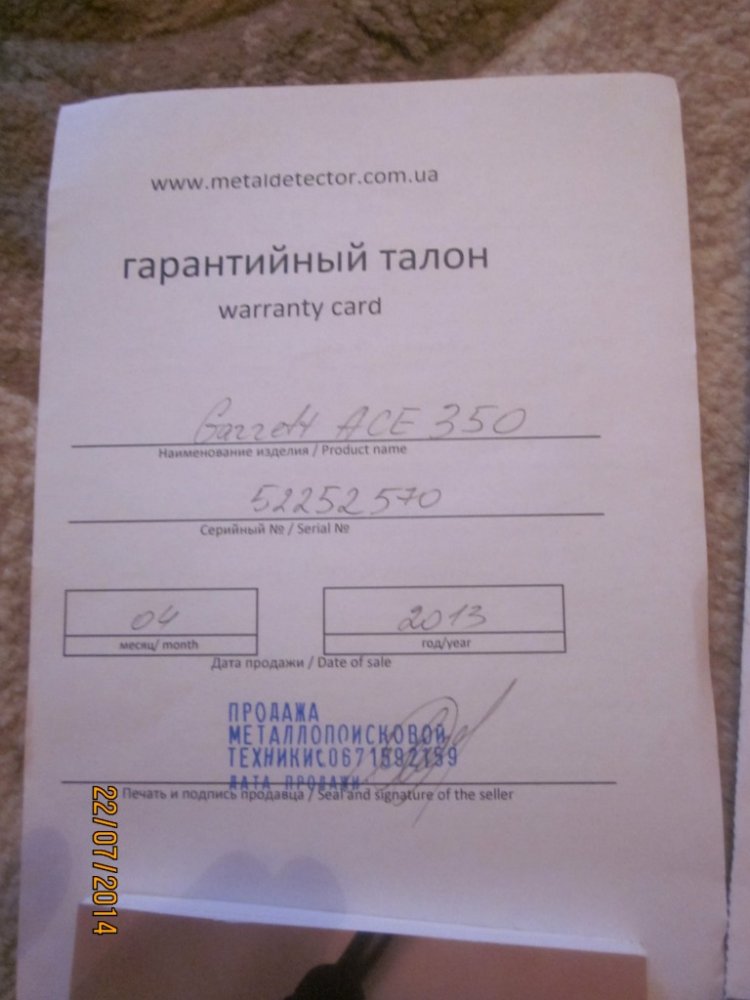 www.metaldetector.com.ua
гарантийный талон
warranty card
Garrett ACE 350
Наименование изделия / Product name
52252570
Серийный № / Serial №
04 2013
месяц/ month год/year
Дата продажи / Date of sale
ПРОДАЖА
МЕТАЛЛОПОИСКОВОЙ
ТЕХНИКИ
ДАТА ПРОДАЖИ
Печать и подпись продавца / Seal and signature of the seller
22/07/2014